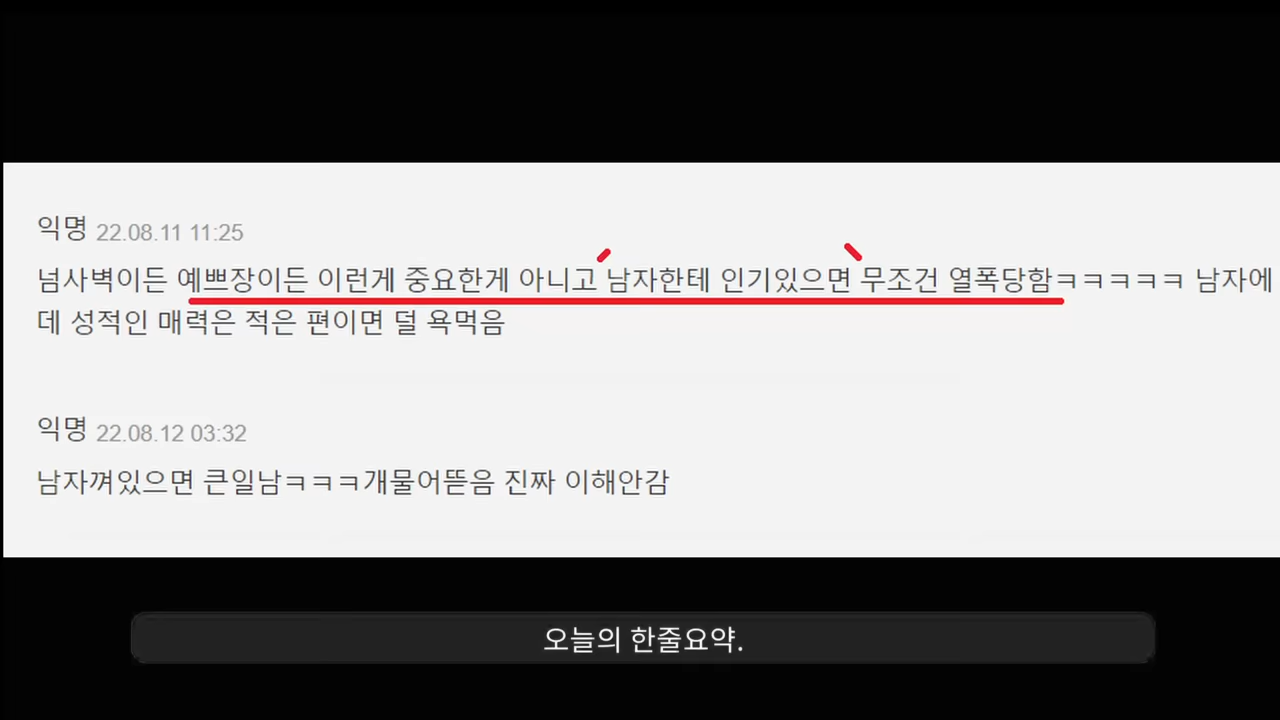 익명 22.08.11 11:25
넘사벽이든 예쁘장이든 이런게 중요한게 아니고 남자한테 인기있으면 무조건 열폭당함ㅋㅋㅋㅋㅋ 남자에
데 성적인 매력은 적은 편이면 덜 욕먹음
익명 22.08.12 03:32
남자껴있으면 큰일남ㅋㅋㅋ개물어뜯음 진짜 이해안감
오늘의 한줄요약.